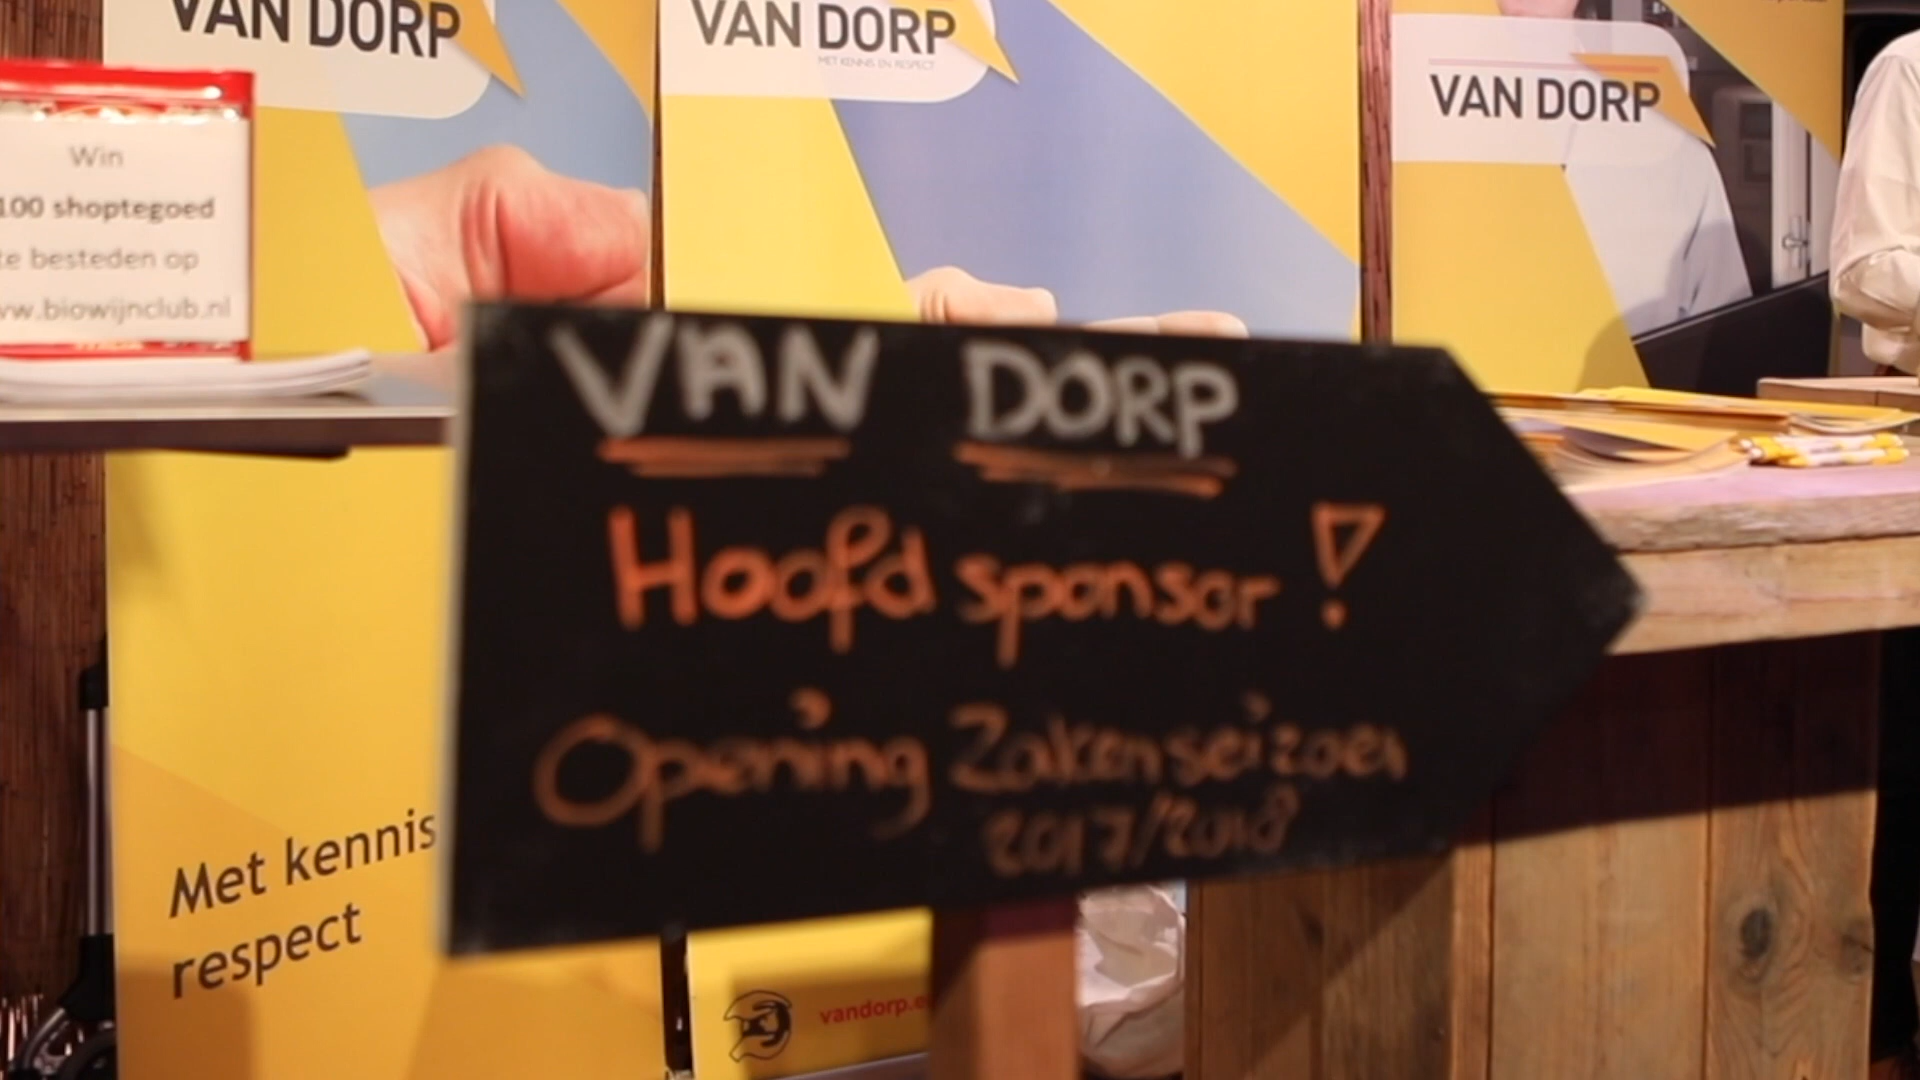 VAN DORP
VAN DORP
MET KENNIS EN RESPECT
VAN DORP
Win
100 shoptegoed
te besteden op
ww.biowijnclub.nl
VAN DORP
Hoofdsponsor!
Opening Zakenseizoen
2017/2018
Met kennis
respect
vandorp.e